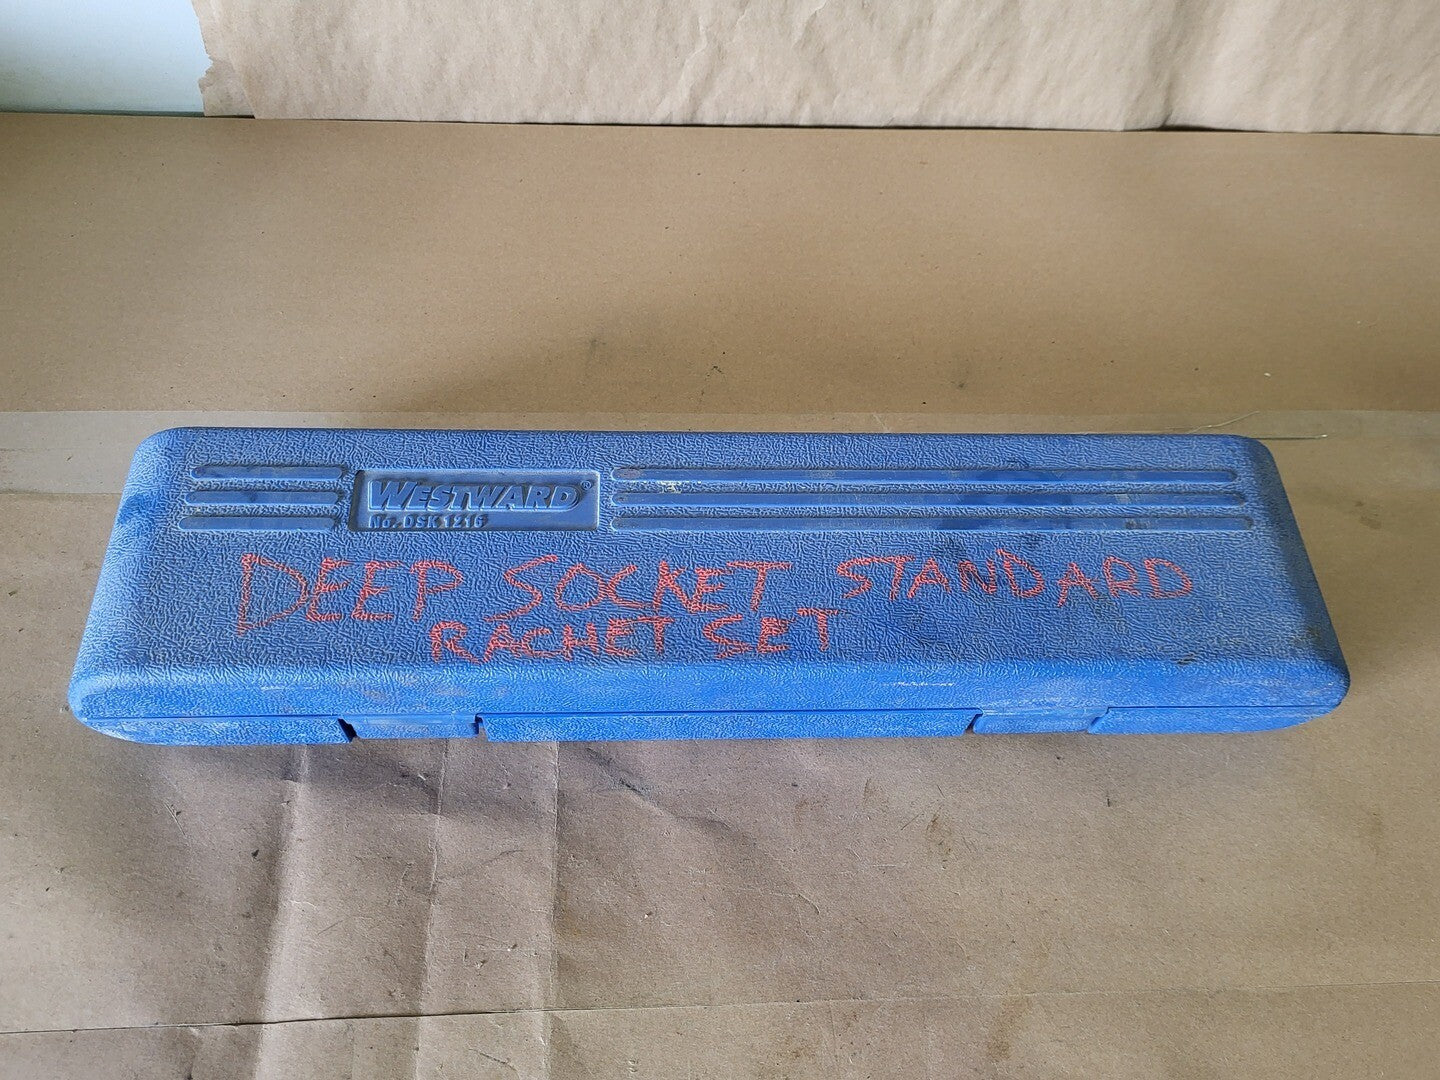 WESTWARD®
No. DSK 1216
DEEP SOCKET STANDARD
RACHET SET